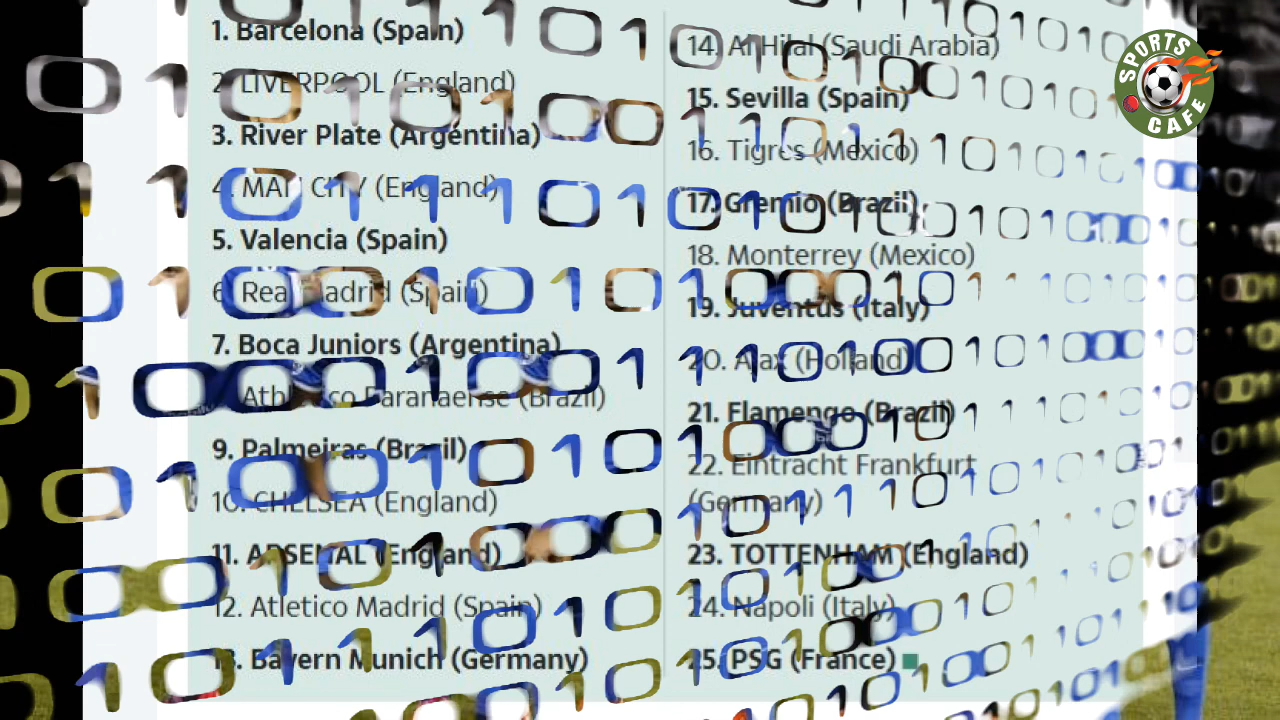 1. Barcelona (Spain)
2. LIVERPOOL (England)
3. River Plate (Argentina)
4. MAN CITY (England)
5. Valencia (Spain)
6. Real Madrid (Spain)
7. Boca Juniors (Argentina)
Athletico Paranaense (Brazil)
9. Palmeiras (Brazil)
10. CHELSEA (England)
11. ARSENAL (England)
12. Atletico Madrid (Spain)
13. Bayern Munich (Germany)
14. Al Hilal (Saudi Arabia)
15. Sevilla (Spain)
16. Tigres (Mexico)
17. Gremio (Brazil)
18. Monterrey (Mexico)
19. Juventus (Italy)
20. Ajax (Holland)
21. Flamengo (Brazil)
22. Eintracht Frankfurt
(Germany)
23. TOTTENHAM (England)
24. Napoli (Italy)
25. PSG (France)
SPORTS
CAFE